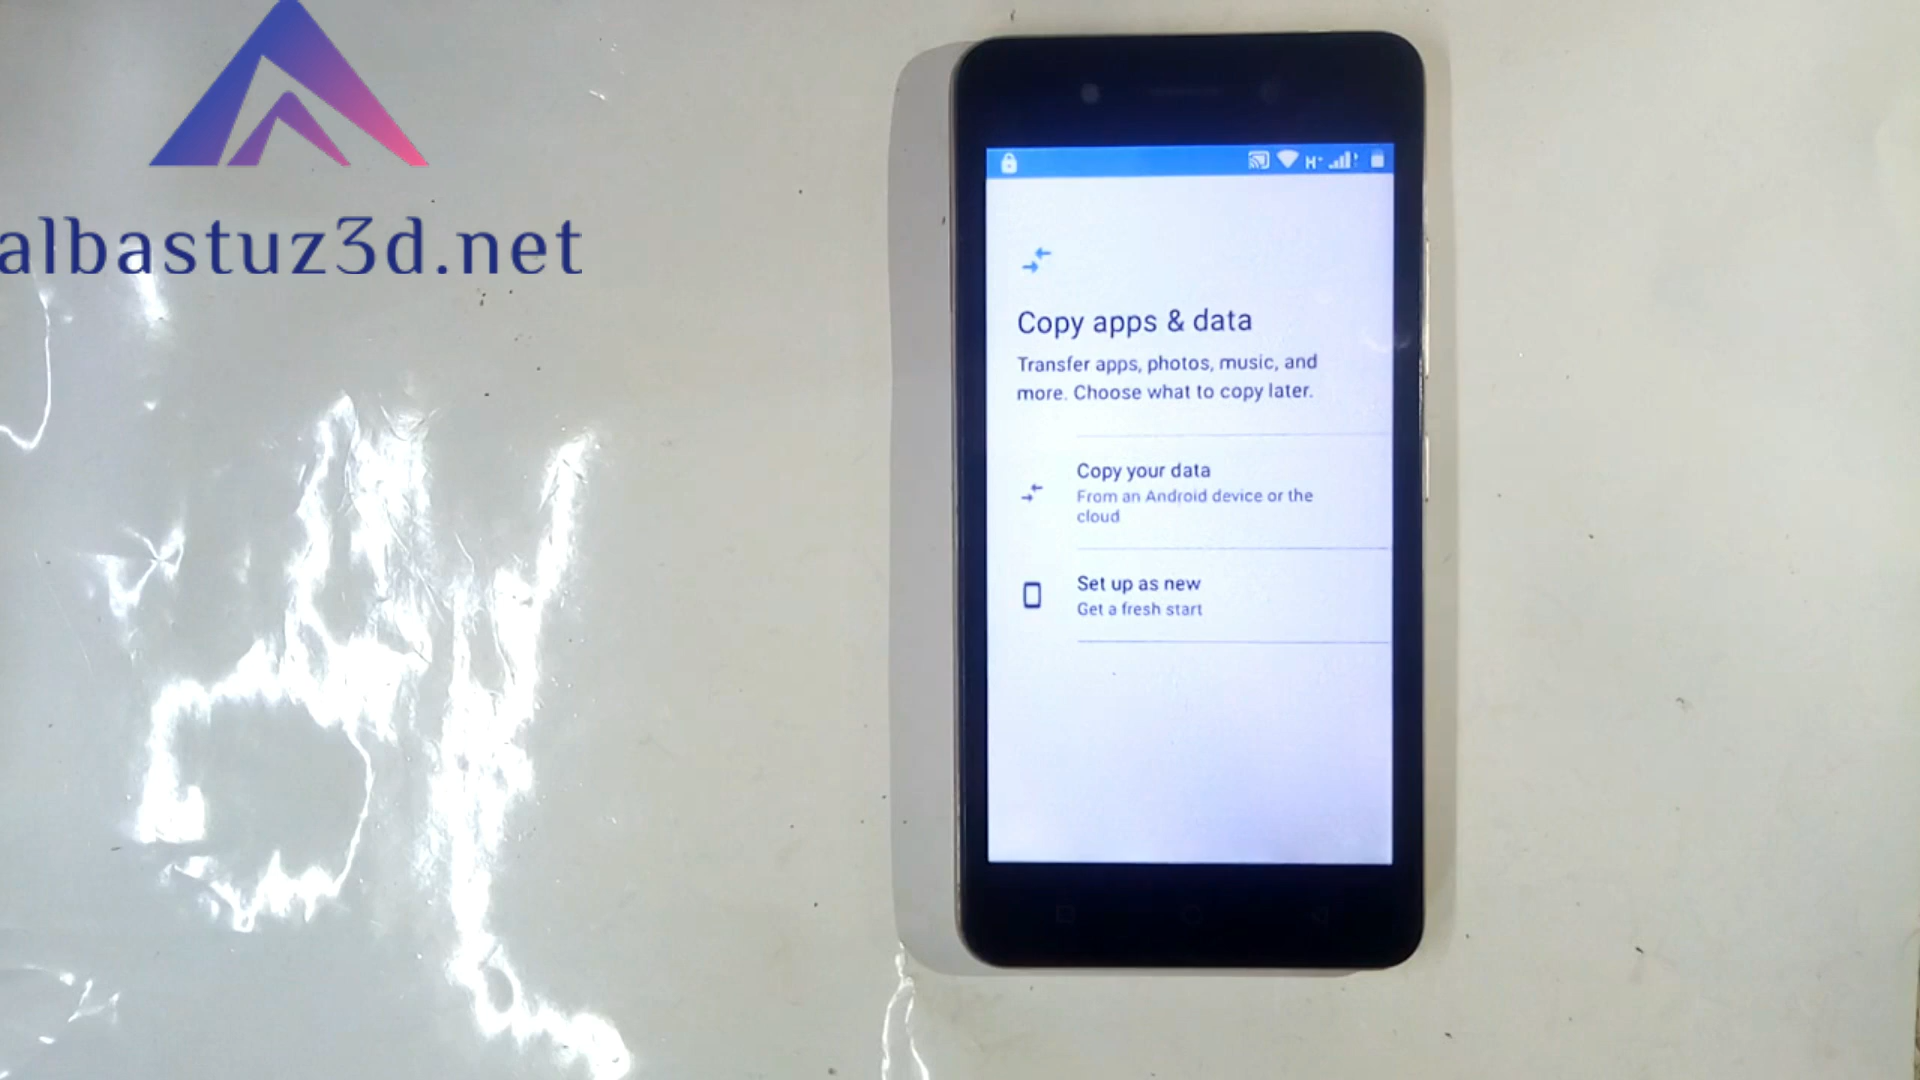 albastuz3d.net
H+
Copy apps & data
Transfer apps, photos, music, and
more. Choose what to copy later.
Copy your data
From an Android device or the
cloud
Set up as new
Get a fresh start